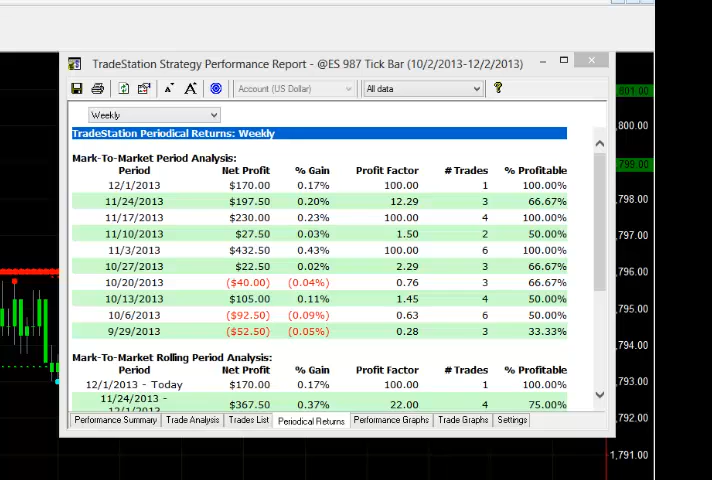 TradeStation Strategy Performance Report - @ES 987 Tick Bar (10/2/2013-12/2/2013)
Account (US Dollar) All data
Weekly
TradeStation Periodical Returns: Weekly
Mark-To-Market Period Analysis:
Period Net Profit % Gain Profit Factor # Trades % Profitable
12/1/2013 $170.00 0.17% 100.00 1 100.00%
11/24/2013 $197.50 0.20% 12.29 3 66.67%
11/17/2013 $230.00 0.23% 100.00 4 100.00%
11/10/2013 $27.50 0.03% 1.50 2 50.00%
11/3/2013 $432.50 0.43% 100.00 6 100.00%
10/27/2013 $22.50 0.02% 2.29 3 66.67%
10/20/2013 ($40.00) (0.04%) 0.76 3 66.67%
10/13/2013 $105.00 0.11% 1.45 4 50.00%
10/6/2013 ($92.50) (0.09%) 0.63 6 50.00%
9/29/2013 ($52.50) (0.05%) 0.28 3 33.33%
Mark-To-Market Rolling Period Analysis:
Period Net Profit % Gain Profit Factor # Trades % Profitable
12/1/2013 - Today $170.00 0.17% 100.00 1 100.00%
11/24/2013 -
12/1/2013 $367.50 0.37% 22.00 4 75.00%
Performance Summary Trade Analysis Trades List Periodical Returns Performance Graphs Trade Graphs Settings
801.00
1,800.00
799.00
1,798.00
1,797.00
1,796.00
1,795.00
1,794.00
1,793.00
1,792.00
1,791.00